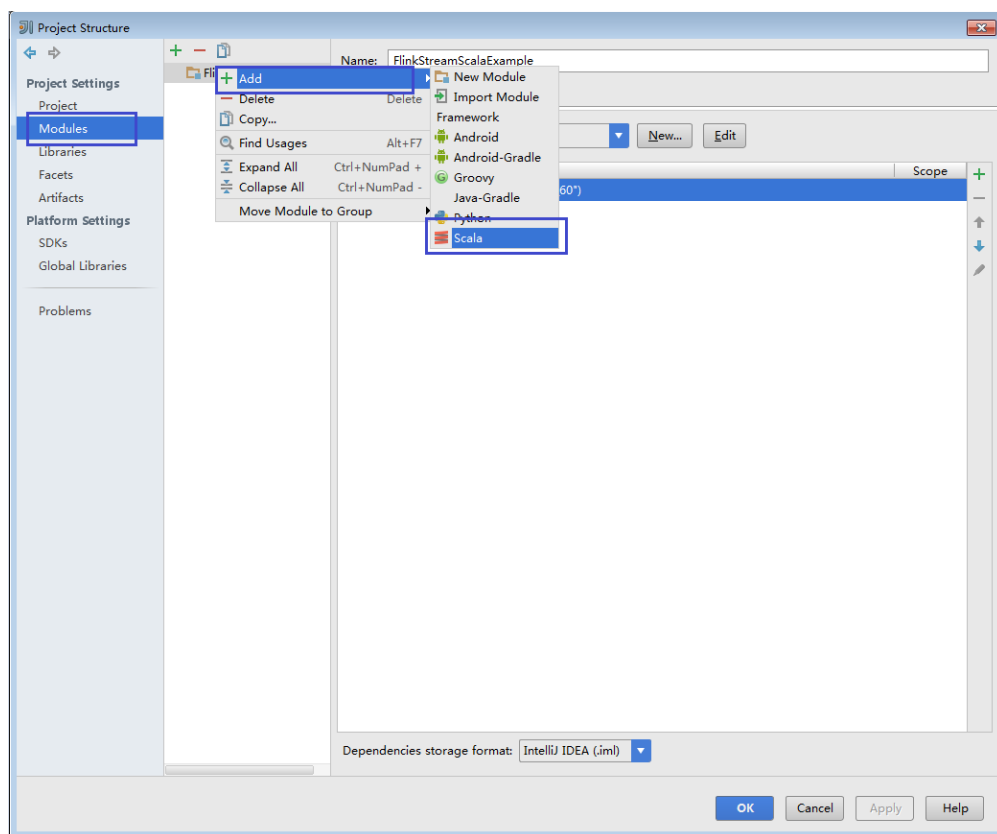 Project Structure
Project Settings
Project
Modules
Libraries
Facets
Artifacts
Platform Settings
SDKs
Global Libraries
Problems
Fli
Name: FlinkStreamScalaExample
Add
Delete Delete
Copy...
Find Usages Alt+F7
Expand All Ctrl+NumPad +
Collapse All Ctrl+NumPad -
Move Module to Group
New Module
Import Module
Framework
Android
Android-Gradle
Groovy
Java-Gradle
Python
Scala
New... Edit
Scope
60")
Dependencies storage format: IntelliJ IDEA (.iml)
OK Cancel Apply Help